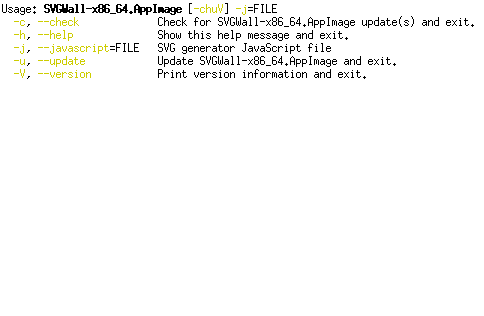 Usage: SVGWall-x86_64.AppImage [-chuV] -j=FILE
-c, --check Check for SVGWall-x86_64.AppImage update(s) and exit.
-h, --help Show this help message and exit.
-j, --javascript=FILE SVG generator JavaScript file
-u, --update Update SVGWall-x86_64.AppImage and exit.
-V, --version Print version information and exit.